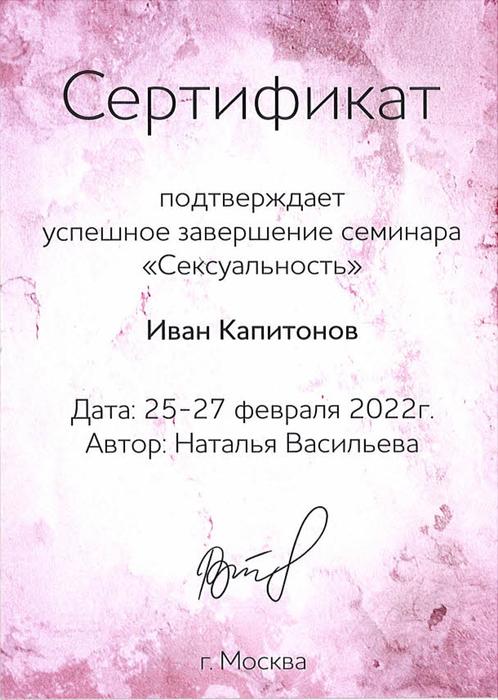 Сертификат
подтверждает
успешное завершение семинара
«Сексуальность»
Иван Капитонов
Дата: 25-27 февраля 2022г.
Автор: Наталья Васильева
г. Москва